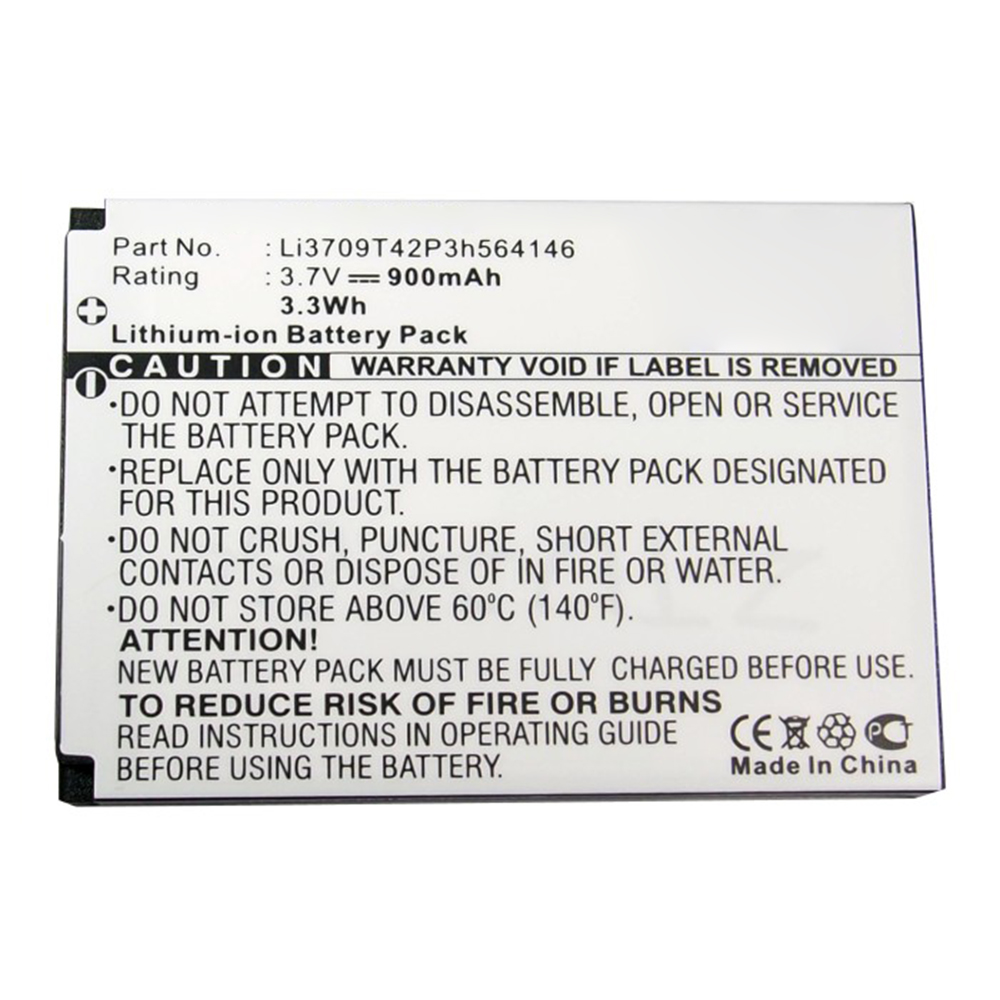 Part No. : Li3709T42P3h564146
Rating : 3.7V 900mAh
3.3Wh
Lithium-ion Battery Pack
CAUTION WARRANTY VOID IF LABEL IS REMOVED
·DO NOT ATTEMPT TO DISASSEMBLE, OPEN OR SERVICE
THE BATTERY PACK.
·REPLACE ONLY WITH THE BATTERY PACK DESIGNATED
FOR THIS PRODUCT.
·DO NOT CRUSH, PUNCTURE, SHORT EXTERNAL
CONTACTS OR DISPOSE OF IN FIRE OR WATER.
·DO NOT STORE ABOVE 60°C (140°F).
ATTENTION!
NEW BATTERY PACK MUST BE FULLY CHARGED BEFORE USE.
TO REDUCE RISK OF FIRE OR BURNS
READ INSTRUCTIONS IN OPERATING GUIDE
BEFORE USING THE BATTERY.
CE PCT
Made In China